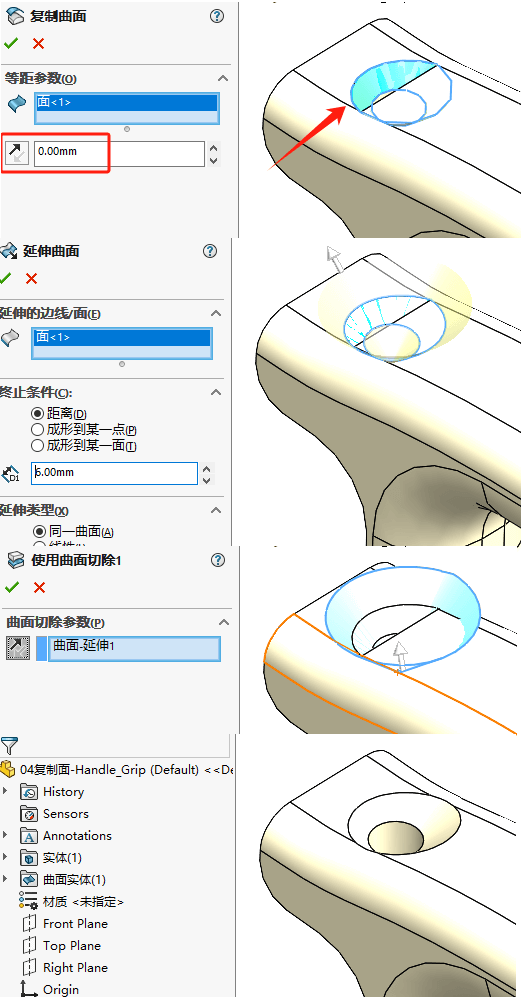 复制曲面
等距参数(O)
面<1>
0.00mm
延伸曲面
延伸的边线/面(E)
面<1>
终止条件(C):
距离(D)
成形到某一点(P)
成形到某一面(T)
D1
6.00mm
延伸类型(X)
同一曲面(A)
使用曲面切除1
曲面切除参数(P)
曲面-延伸1
04复制面-Handle_Grip (Default) <<De
History
Sensors
Annotations
实体(1)
曲面实体(1)
材质 <未指定>
Front Plane
Top Plane
Right Plane
Origin